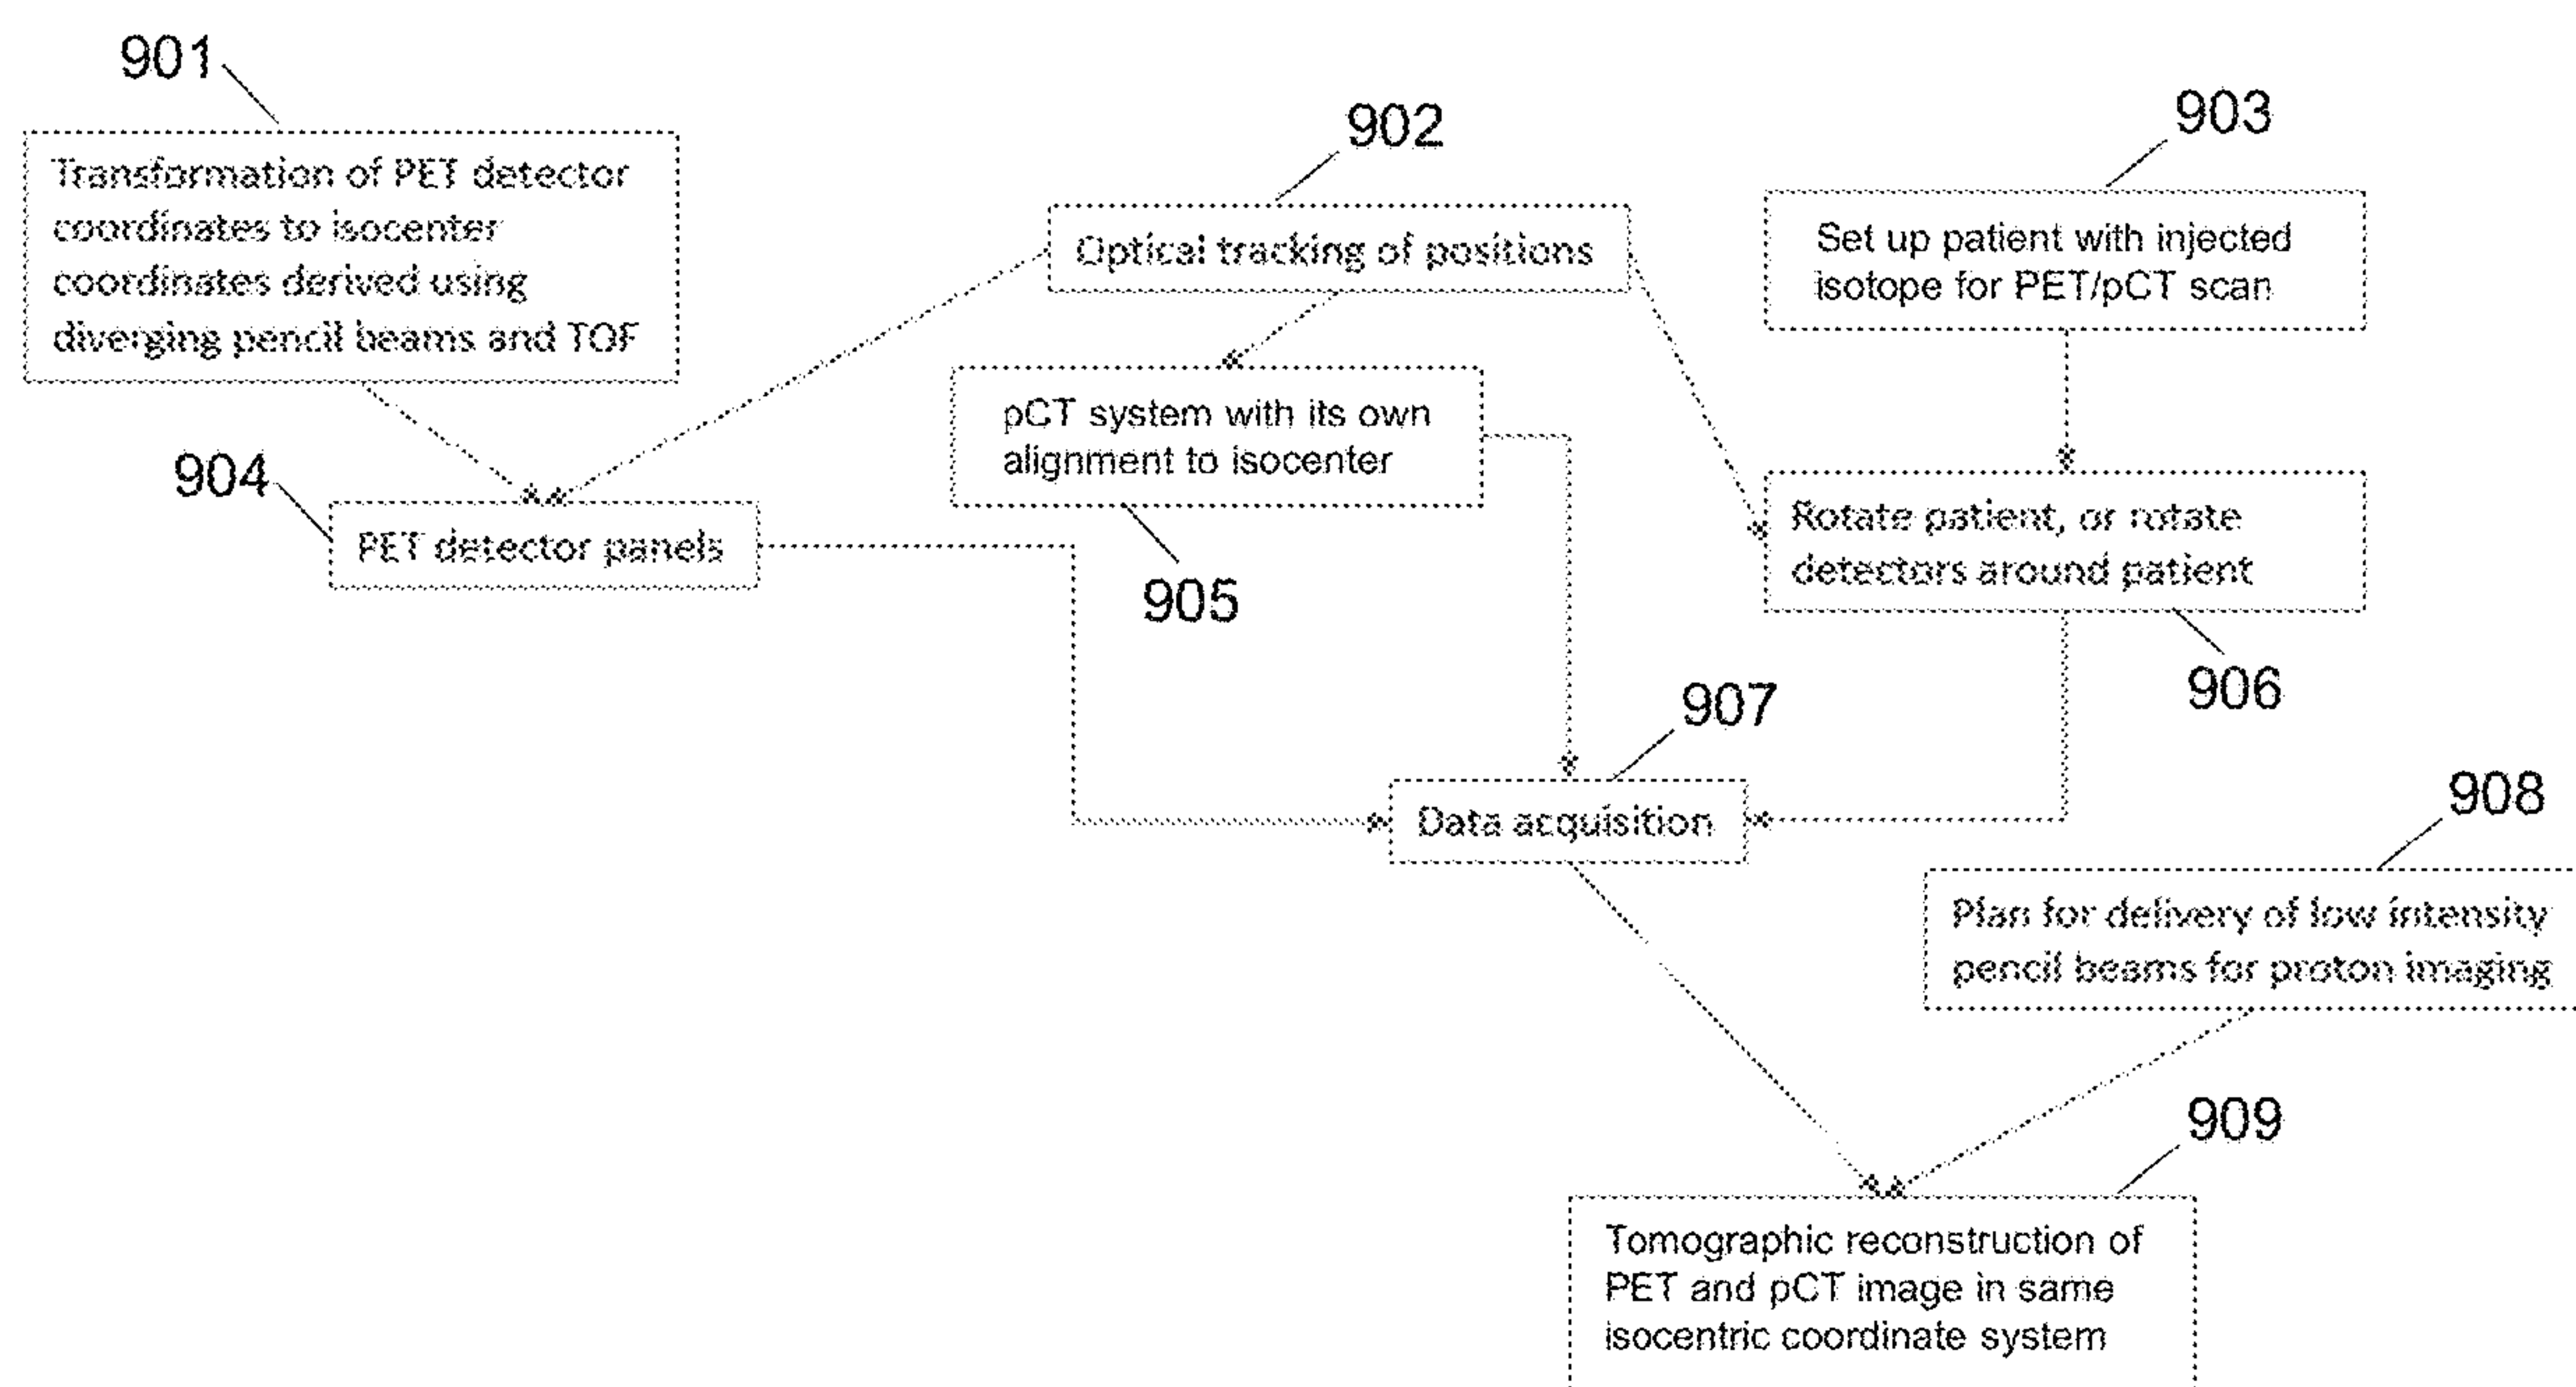 901
Transformation of PET detector
coordinates to isocenter
coordinates derived using
diverging pencil beams and TOF
902
Optical tracking of positions
903
Set up patient with injected
isotope for PET/pCT scan
904
PET detector panels
pCT system with its own
alignment to isocenter
905
Rotate patient, or rotate
detectors around patient
906
907
Data acquisition
908
Plan for delivery of low intensity
pencil beams for proton imaging
909
Tomographic reconstruction of
PET and pCT image in same
isocentric coordinate system